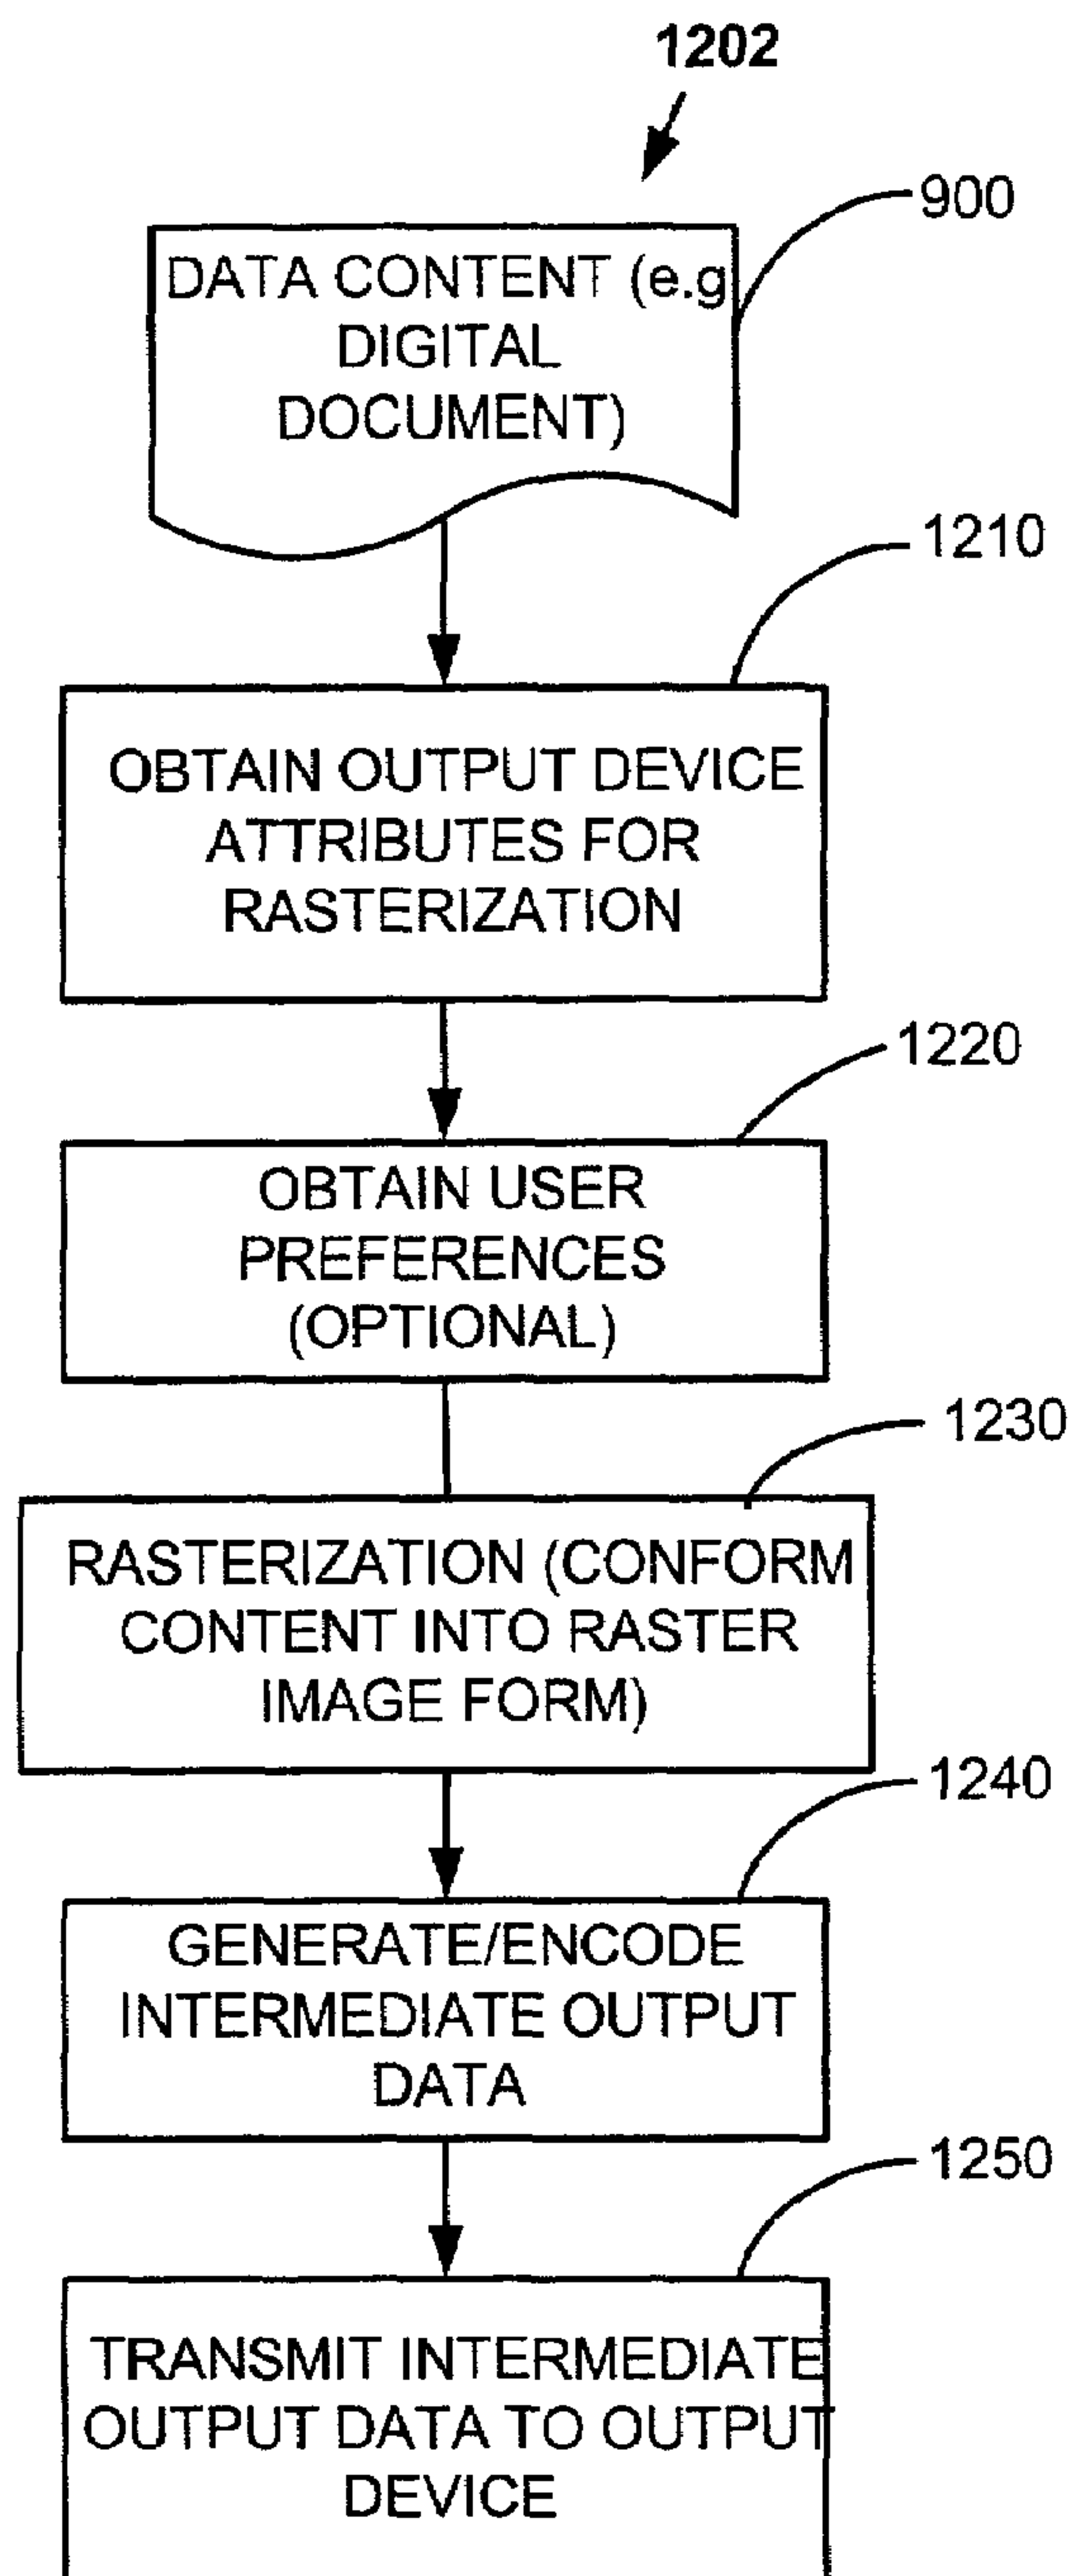 1202
900
DATA CONTENT (e.g
DIGITAL
DOCUMENT)
1210
OBTAIN OUTPUT DEVICE
ATTRIBUTES FOR
RASTERIZATION
1220
OBTAIN USER
PREFERENCES
(OPTIONAL)
1230
RASTERIZATION (CONFORM
CONTENT INTO RASTER
IMAGE FORM)
1240
GENERATE/ENCODE
INTERMEDIATE OUTPUT
DATA
1250
TRANSMIT INTERMEDIATE
OUTPUT DATA TO OUTPUT
DEVICE